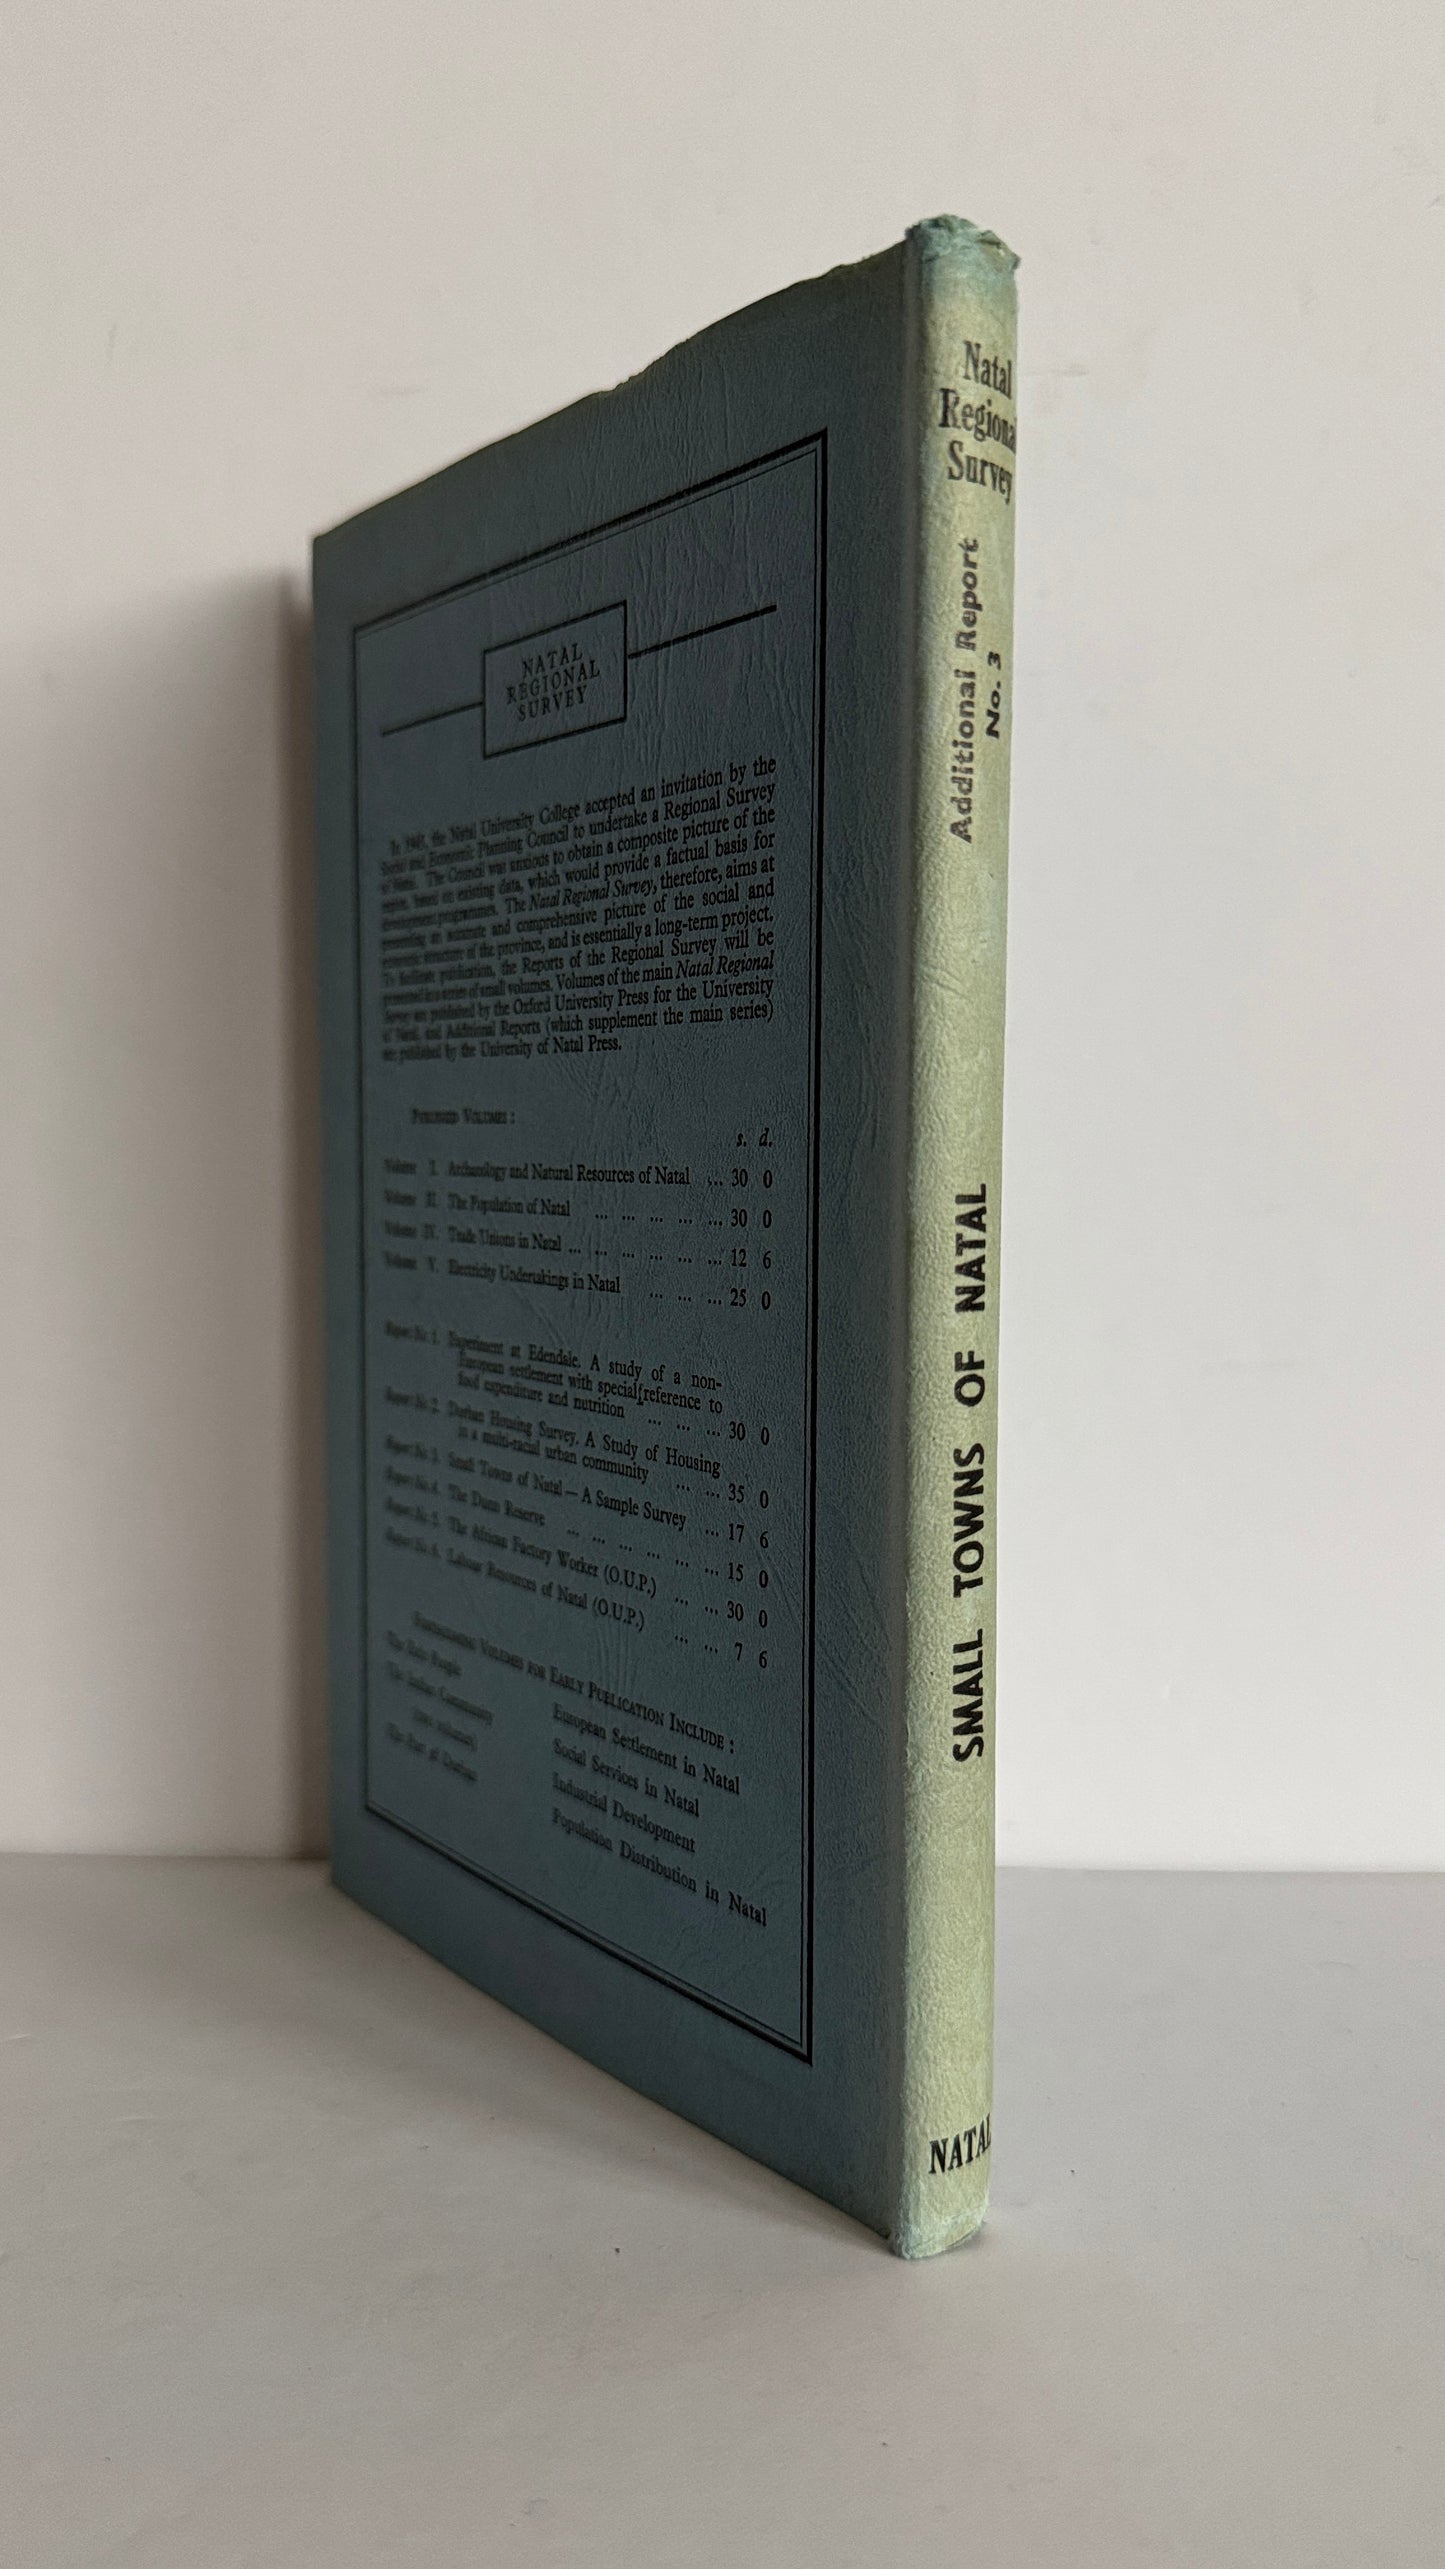 NATAL
REGIONAL
SURVEY
In 1943, the Natal University College accepted an invitation by the
Social and Economic Planning Council to undertake a Regional Survey
of Natal. The Council was anxious to obtain a composite picture of the
region, based on existing data, which would provide a factual basis for
development programmes. The Natal Regional Survey, therefore, aims at
presenting an accurate and comprehensive picture of the social and
economic structure of the province, and is essentially a long-term project.
To facilitate publication, the Reports of the Regional Survey will be
presented in a series of small volumes. Volumes of the main Natal Regional
Survey are published by the Oxford University Press for the University
of Natal, and Additional Reports (which supplement the main series)
are published by the University of Natal Press.
PUBLISHED VOLUMES :
s. d.
Volume I. Archaeology and Natural Resources of Natal ... 30 0
Volume II. The Population of Natal ... ... ... ... ... 30 0
Volume IV. Trade Unions in Natal ... ... ... ... ... ... 12 6
Volume V. Electricity Undertakings in Natal ... ... ... 25 0
Report No. 1. Experiment at Edendale. A study of a non-
European settlement with special reference to
food expenditure and nutrition ... ... ... 30 0
Report No. 2. Durban Housing Survey. A Study of Housing
in a multi-racial urban community ... ... 35 0
Report No. 3. Small Towns of Natal — A Sample Survey ... 17 6
Report No. 4. The Dunn Reserve ... ... ... ... ... ... 15 0
Report No. 5. The African Factory Worker (O.U.P.) ... ... 30 0
Report No. 6. Labour Resources of Natal (O.U.P.) ... ... 7 6
FORTHCOMING VOLUMES FOR EARLY PUBLICATION INCLUDE :
The Zulu People
The Indian Community
The Port of Durban
European Settlement in Natal
Social Services in Natal
Industrial Development
Population Distribution in Natal
Natal
Regional
Survey
Additional Report
No. 3
SMALL TOWNS OF NATAL
NATAL